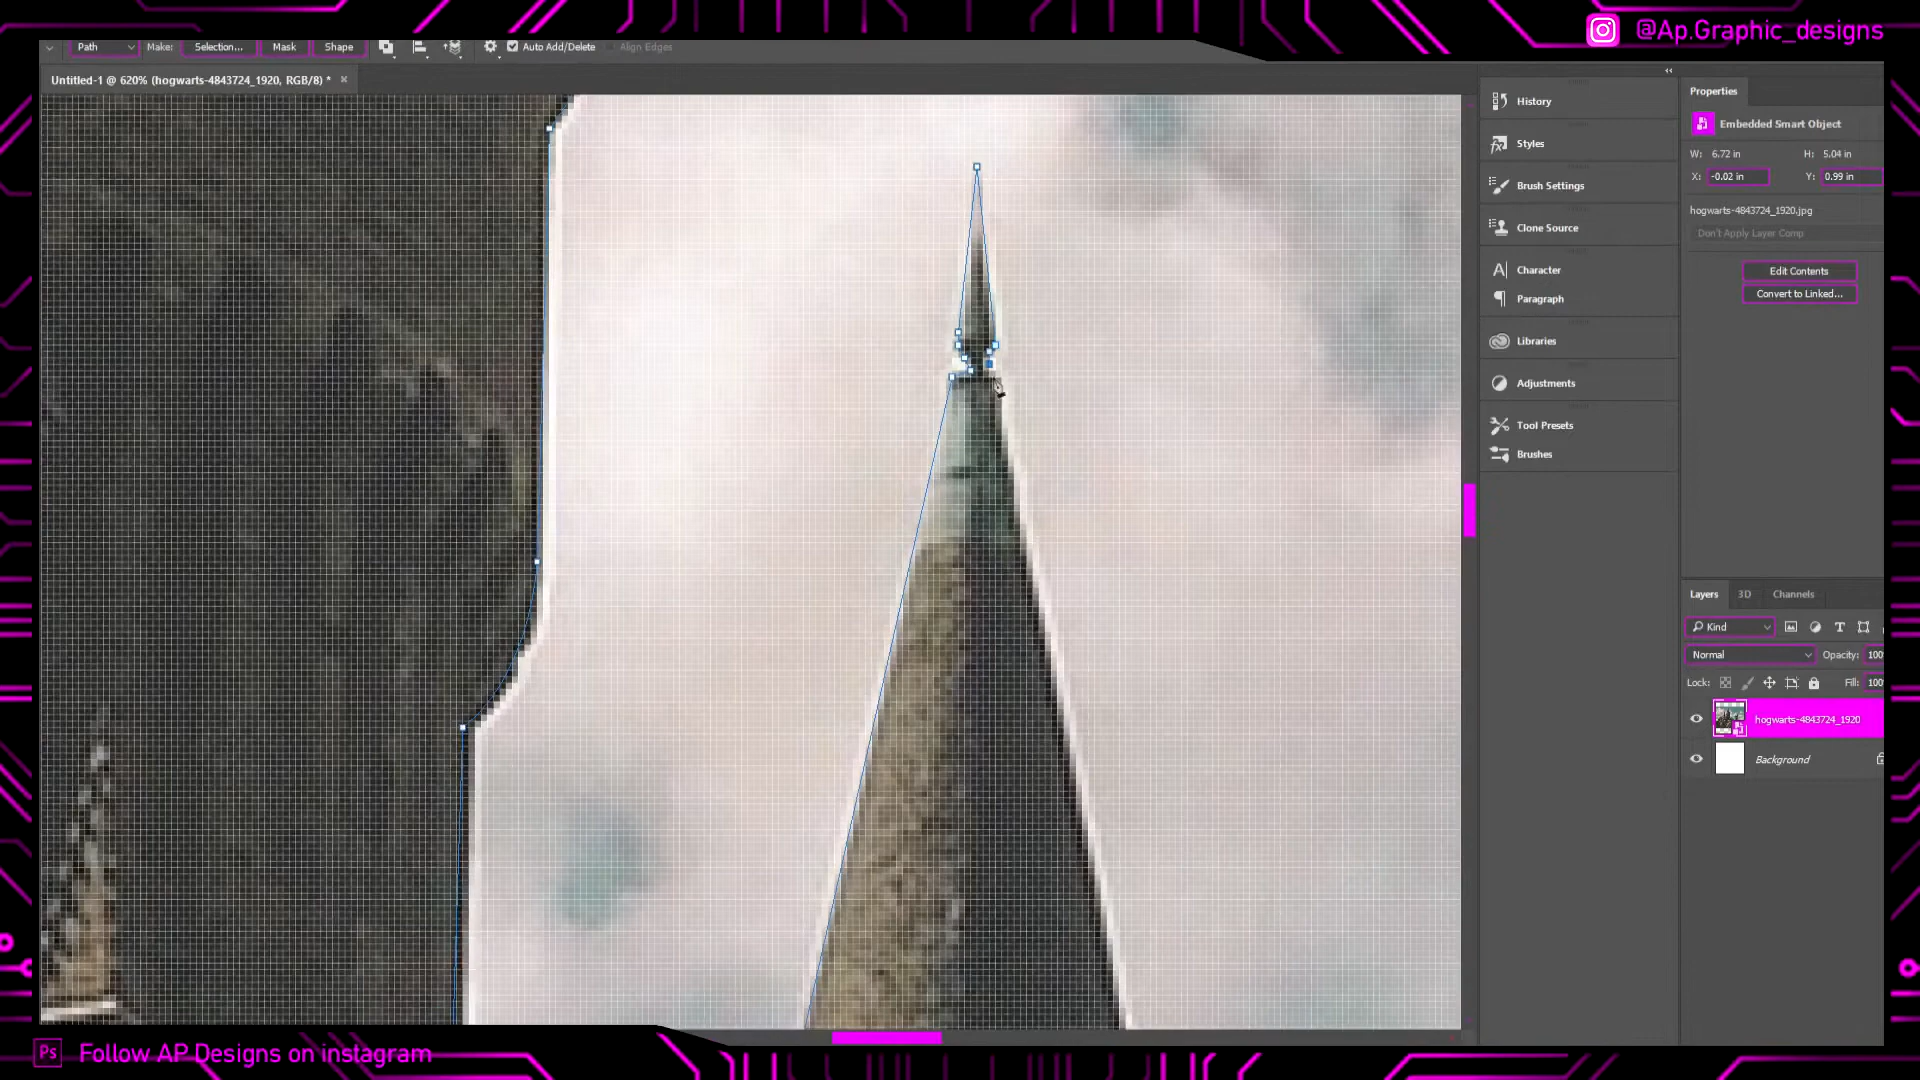 @Ap.Graphic_designs
Path Make: Selection... Mask Shape Auto Add/Delete Align Edges
Untitled-1 @ 620% (hogwarts-4843724_1920, RGB/8) *
History
Styles
Brush Settings
Clone Source
Character
Paragraph
Libraries
Adjustments
Tool Presets
Brushes
Properties
Embedded Smart Object
W: 6.72 in H: 5.04 in
X: -0.02 in Y: 0.99 in
hogwarts-4843724_1920.jpg
Don't Apply Layer Comp
Edit Contents
Convert to Linked...
Layers 3D Channels
Kind
Normal Opacity: 100
Lock: Fill: 100
hogwarts-4843724_1920
Background
Ps Follow AP Designs on instagram